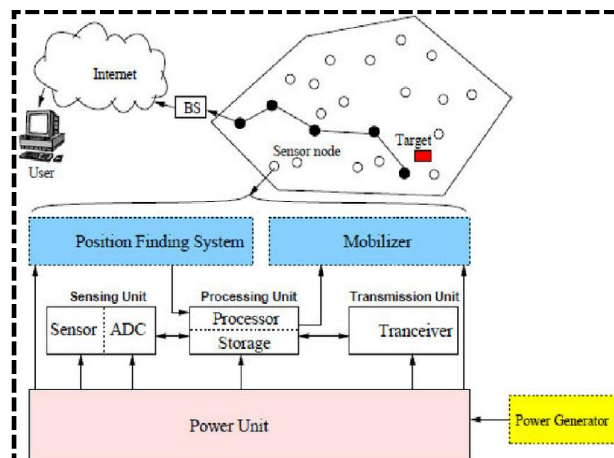 Internet
BS
User
Sensor node
Target
Position Finding System
Mobilizer
Sensing Unit
Processing Unit
Transmission Unit
Sensor
ADC
Processor
Storage
Tranceiver
Power Unit
Power Generator